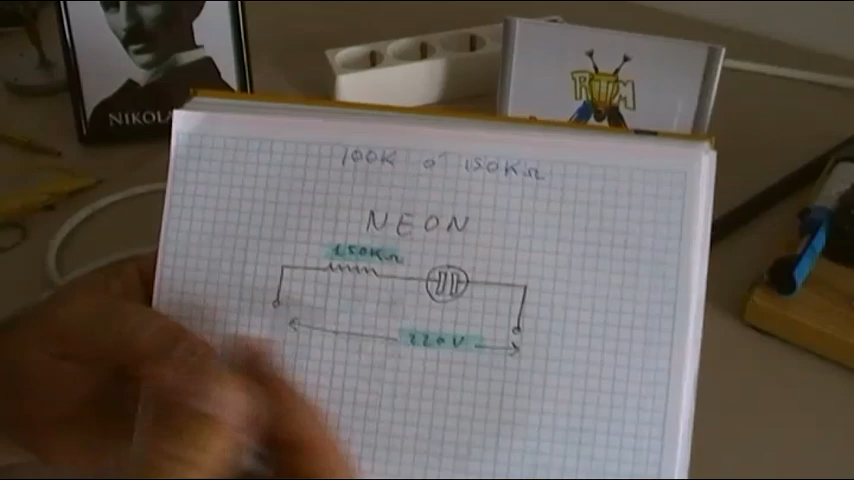 NIKOLA
RTM
100K o 150KΩ
NEON
150KΩ
220V